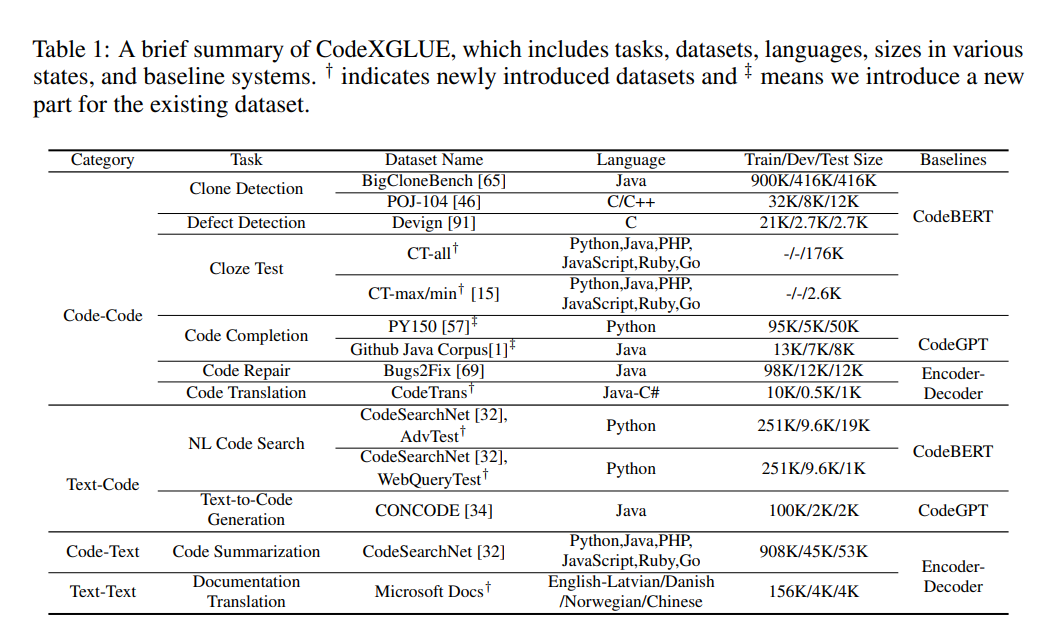 Table 1: A brief summary of CodeXGLUE, which includes tasks, datasets, languages, sizes in various
states, and baseline systems. † indicates newly introduced datasets and ‡ means we introduce a new
part for the existing dataset.
Category Task Dataset Name Language Train/Dev/Test Size Baselines
Code-Code Clone Detection BigCloneBench [65] Java 900K/416K/416K CodeBERT
POJ-104 [46] C/C++ 32K/8K/12K
Defect Detection Devign [91] C 21K/2.7K/2.7K
Cloze Test CT-all† Python,Java,PHP, -/-/176K
JavaScript,Ruby,Go
CT-max/min† [15] Python,Java,PHP, -/-/2.6K
JavaScript,Ruby,Go
Code Completion PY150 [57]‡ Python 95K/5K/50K CodeGPT
Github Java Corpus[1]‡ Java 13K/7K/8K
Code Repair Bugs2Fix [69] Java 98K/12K/12K Encoder-
Code Translation CodeTrans† Java-C# 10K/0.5K/1K Decoder
Text-Code NL Code Search CodeSearchNet [32], Python 251K/9.6K/19K CodeBERT
AdvTest†
CodeSearchNet [32], Python 251K/9.6K/1K
WebQueryTest†
Text-to-Code CONCODE [34] Java 100K/2K/2K CodeGPT
Generation
Code-Text Code Summarization CodeSearchNet [32] Python,Java,PHP, 908K/45K/53K Encoder-
JavaScript,Ruby,Go Decoder
Text-Text Documentation Microsoft Docs† English-Latvian/Danish 156K/4K/4K
Translation /Norwegian/Chinese